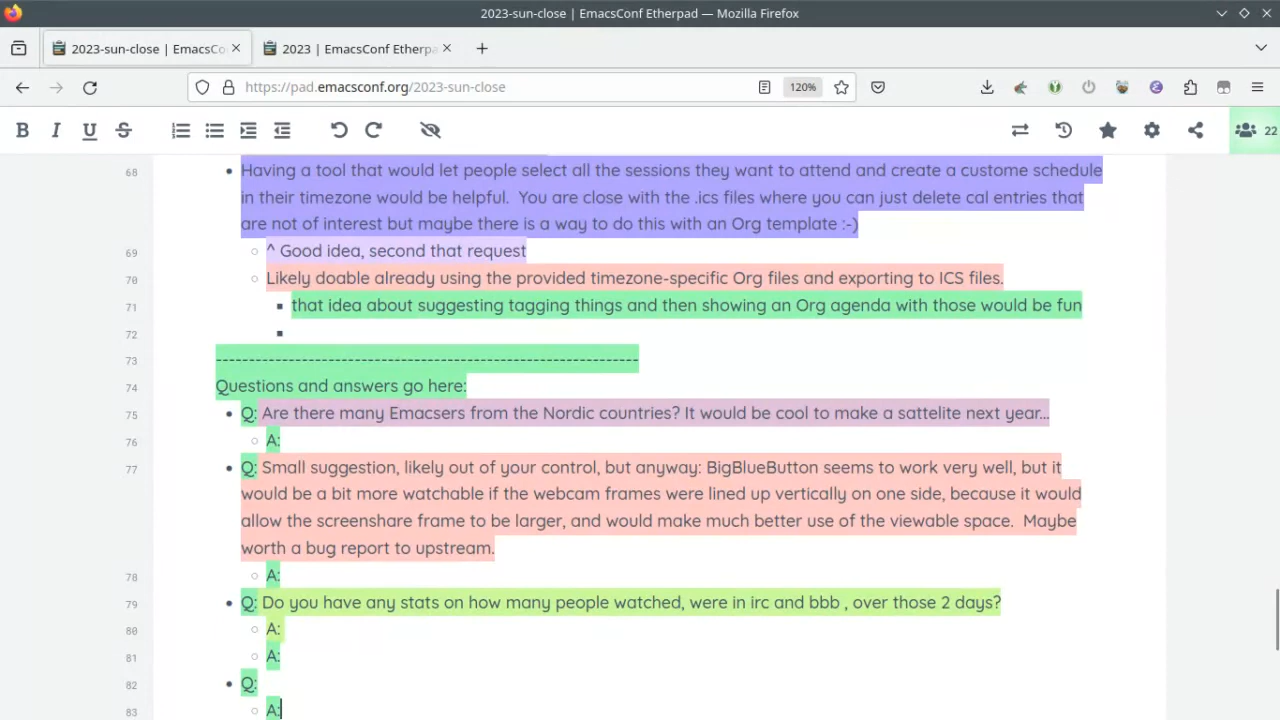 2023-sun-close | EmacsConf Etherpad — Mozilla Firefox
2023-sun-close | EmacsCo
2023 | EmacsConf Etherpa
https://pad.emacsconf.org/2023-sun-close
120%
B I U S
22
68 Having a tool that would let people select all the sessions they want to attend and create a custome schedule
in their timezone would be helpful.  You are close with the .ics files where you can just delete cal entries that
are not of interest but maybe there is a way to do this with an Org template :-)
69 ^ Good idea, second that request
70 Likely doable already using the provided timezone-specific Org files and exporting to ICS files.
71 that idea about suggesting tagging things and then showing an Org agenda with those would be fun
72
73 ----------------------------------------------------------------
74 Questions and answers go here:
75 Q: Are there many Emacsers from the Nordic countries? It would be cool to make a sattelite next year...
76 A:
77 Q: Small suggestion, likely out of your control, but anyway: BigBlueButton seems to work very well, but it
would be a bit more watchable if the webcam frames were lined up vertically on one side, because it would
allow the screenshare frame to be larger, and would make much better use of the viewable space.  Maybe
worth a bug report to upstream.
78 A:
79 Q: Do you have any stats on how many people watched, were in irc and bbb , over those 2 days?
80 A:
81 A:
82 Q:
83 A: